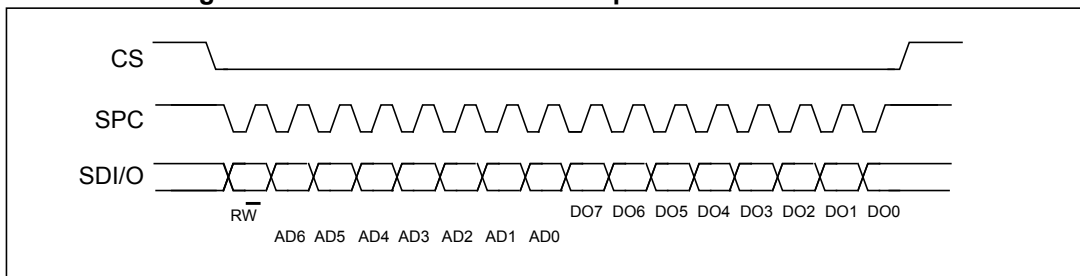 CS
SPC
SDI/O
RW̅
DO7 DO6 DO5 DO4 DO3 DO2 DO1 DO0
AD6 AD5 AD4 AD3 AD2 AD1 AD0